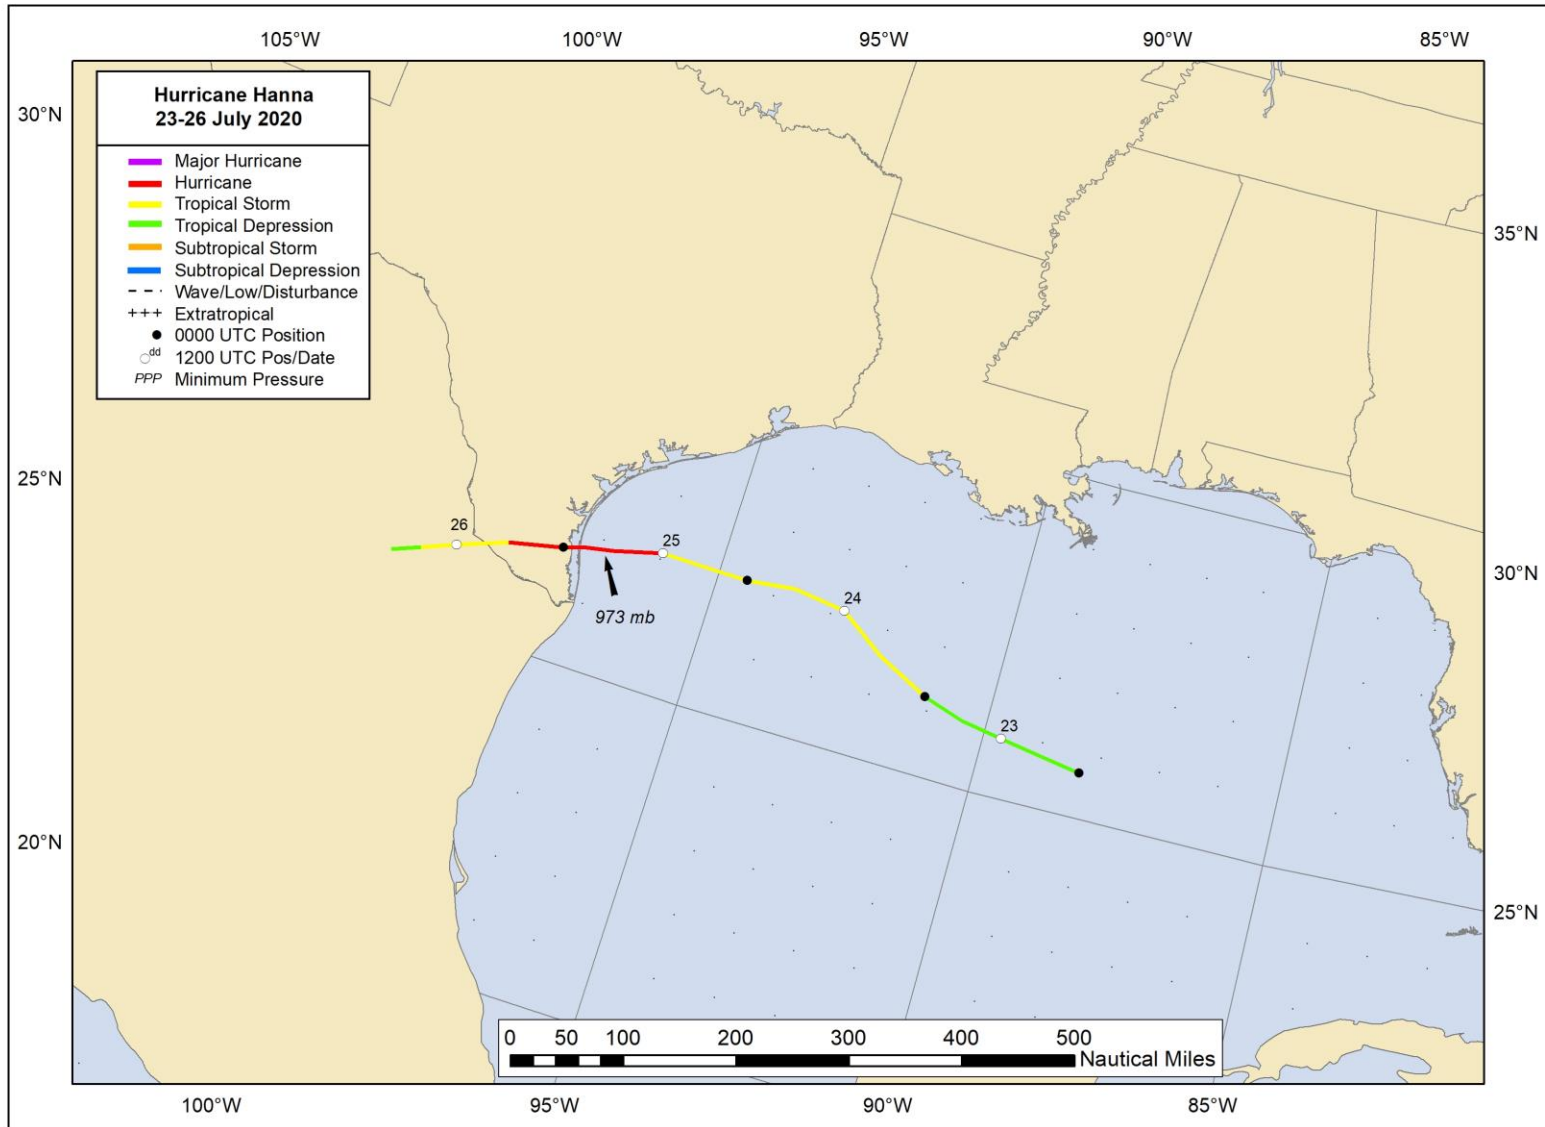 105°W 100°W 95°W 90°W 85°W
30°N
Hurricane Hanna
23-26 July 2020
Major Hurricane
Hurricane
Tropical Storm
Tropical Depression
Subtropical Storm
Subtropical Depression
Wave/Low/Disturbance
+++ Extratropical
0000 UTC Position
dd 1200 UTC Pos/Date
PPP Minimum Pressure
35°N
25°N
26
25
30°N
24
973 mb
23
20°N
25°N
0 50 100 200 300 400 500
Nautical Miles
100°W 95°W 90°W 85°W